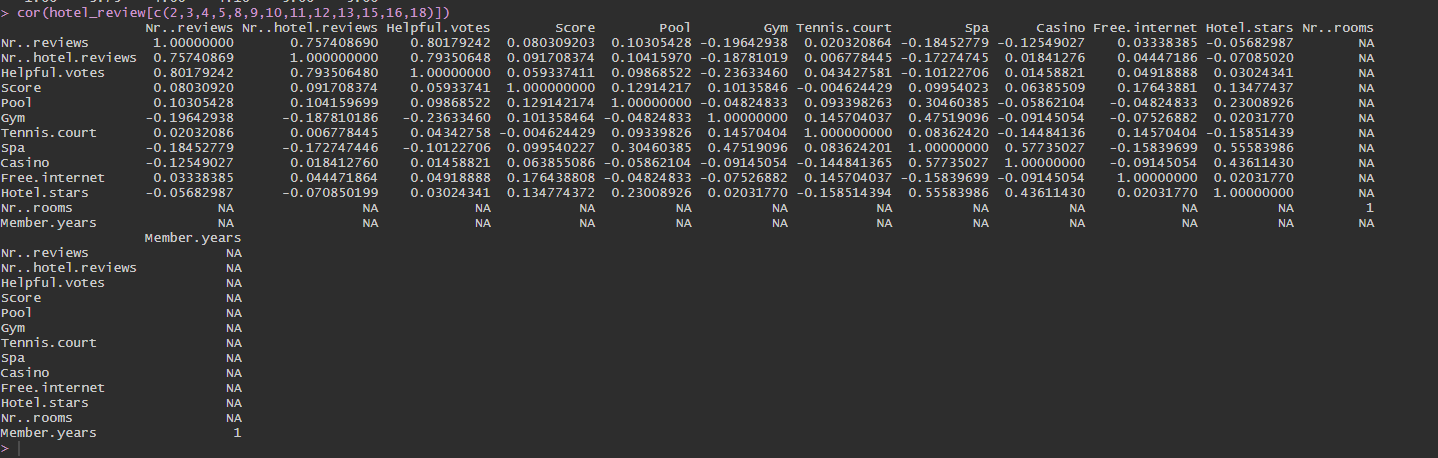 > cor(hotel_review[c(2,3,4,5,8,9,10,11,12,13,15,16,18)])
Nr..reviews Nr..hotel.reviews Helpful.votes Score Pool Gym Tennis.court Spa Casino Free.internet Hotel.stars Nr..rooms
Nr..reviews 1.00000000 0.757408690 0.80179242 0.080309203 0.10305428 -0.19642938 0.020320864 -0.18452779 -0.12549027 0.03338385 -0.05682987 NA
Nr..hotel.reviews 0.75740869 1.000000000 0.79350648 0.091708374 0.10415970 -0.18781019 0.006778445 -0.17274745 0.01841276 0.04447186 -0.07085020 NA
Helpful.votes 0.80179242 0.793506480 1.00000000 0.059337411 0.09868522 -0.23633460 0.043427581 -0.10122706 0.01458821 0.04918888 0.03024341 NA
Score 0.08030920 0.091708374 0.05933741 1.000000000 0.12914217 0.10135846 -0.004624429 0.09954023 0.06385509 0.17643881 0.13477437 NA
Pool 0.10305428 0.104159699 0.09868522 0.129142174 1.00000000 -0.04824833 0.093398263 0.30460385 -0.05862104 -0.04824833 0.23008926 NA
Gym -0.19642938 -0.187810186 -0.23633460 0.101358464 -0.04824833 1.00000000 0.145704037 0.47519096 -0.09145054 -0.07526882 0.02031770 NA
Tennis.court 0.02032086 0.006778445 0.04342758 -0.004624429 0.09339826 0.14570404 1.000000000 0.08362420 -0.14484136 0.14570404 -0.15851439 NA
Spa -0.18452779 -0.172747446 -0.10122706 0.099540227 0.30460385 0.47519096 0.083624201 1.00000000 0.57735027 -0.15839699 0.55583986 NA
Casino -0.12549027 0.018412760 0.01458821 0.063855086 -0.05862104 -0.09145054 -0.144841365 0.57735027 1.00000000 -0.09145054 0.43611430 NA
Free.internet 0.03338385 0.044471864 0.04918888 0.176438808 -0.04824833 -0.07526882 0.145704037 -0.15839699 -0.09145054 1.00000000 0.02031770 NA
Hotel.stars -0.05682987 -0.070850199 0.03024341 0.134774372 0.23008926 0.02031770 -0.158514394 0.55583986 0.43611430 0.02031770 1.00000000 NA
Nr..rooms NA NA NA NA NA NA NA NA NA NA NA 1
Member.years NA NA NA NA NA NA NA NA NA NA NA NA
Member.years
Nr..reviews NA
Nr..hotel.reviews NA
Helpful.votes NA
Score NA
Pool NA
Gym NA
Tennis.court NA
Spa NA
Casino NA
Free.internet NA
Hotel.stars NA
Nr..rooms NA
Member.years 1
>